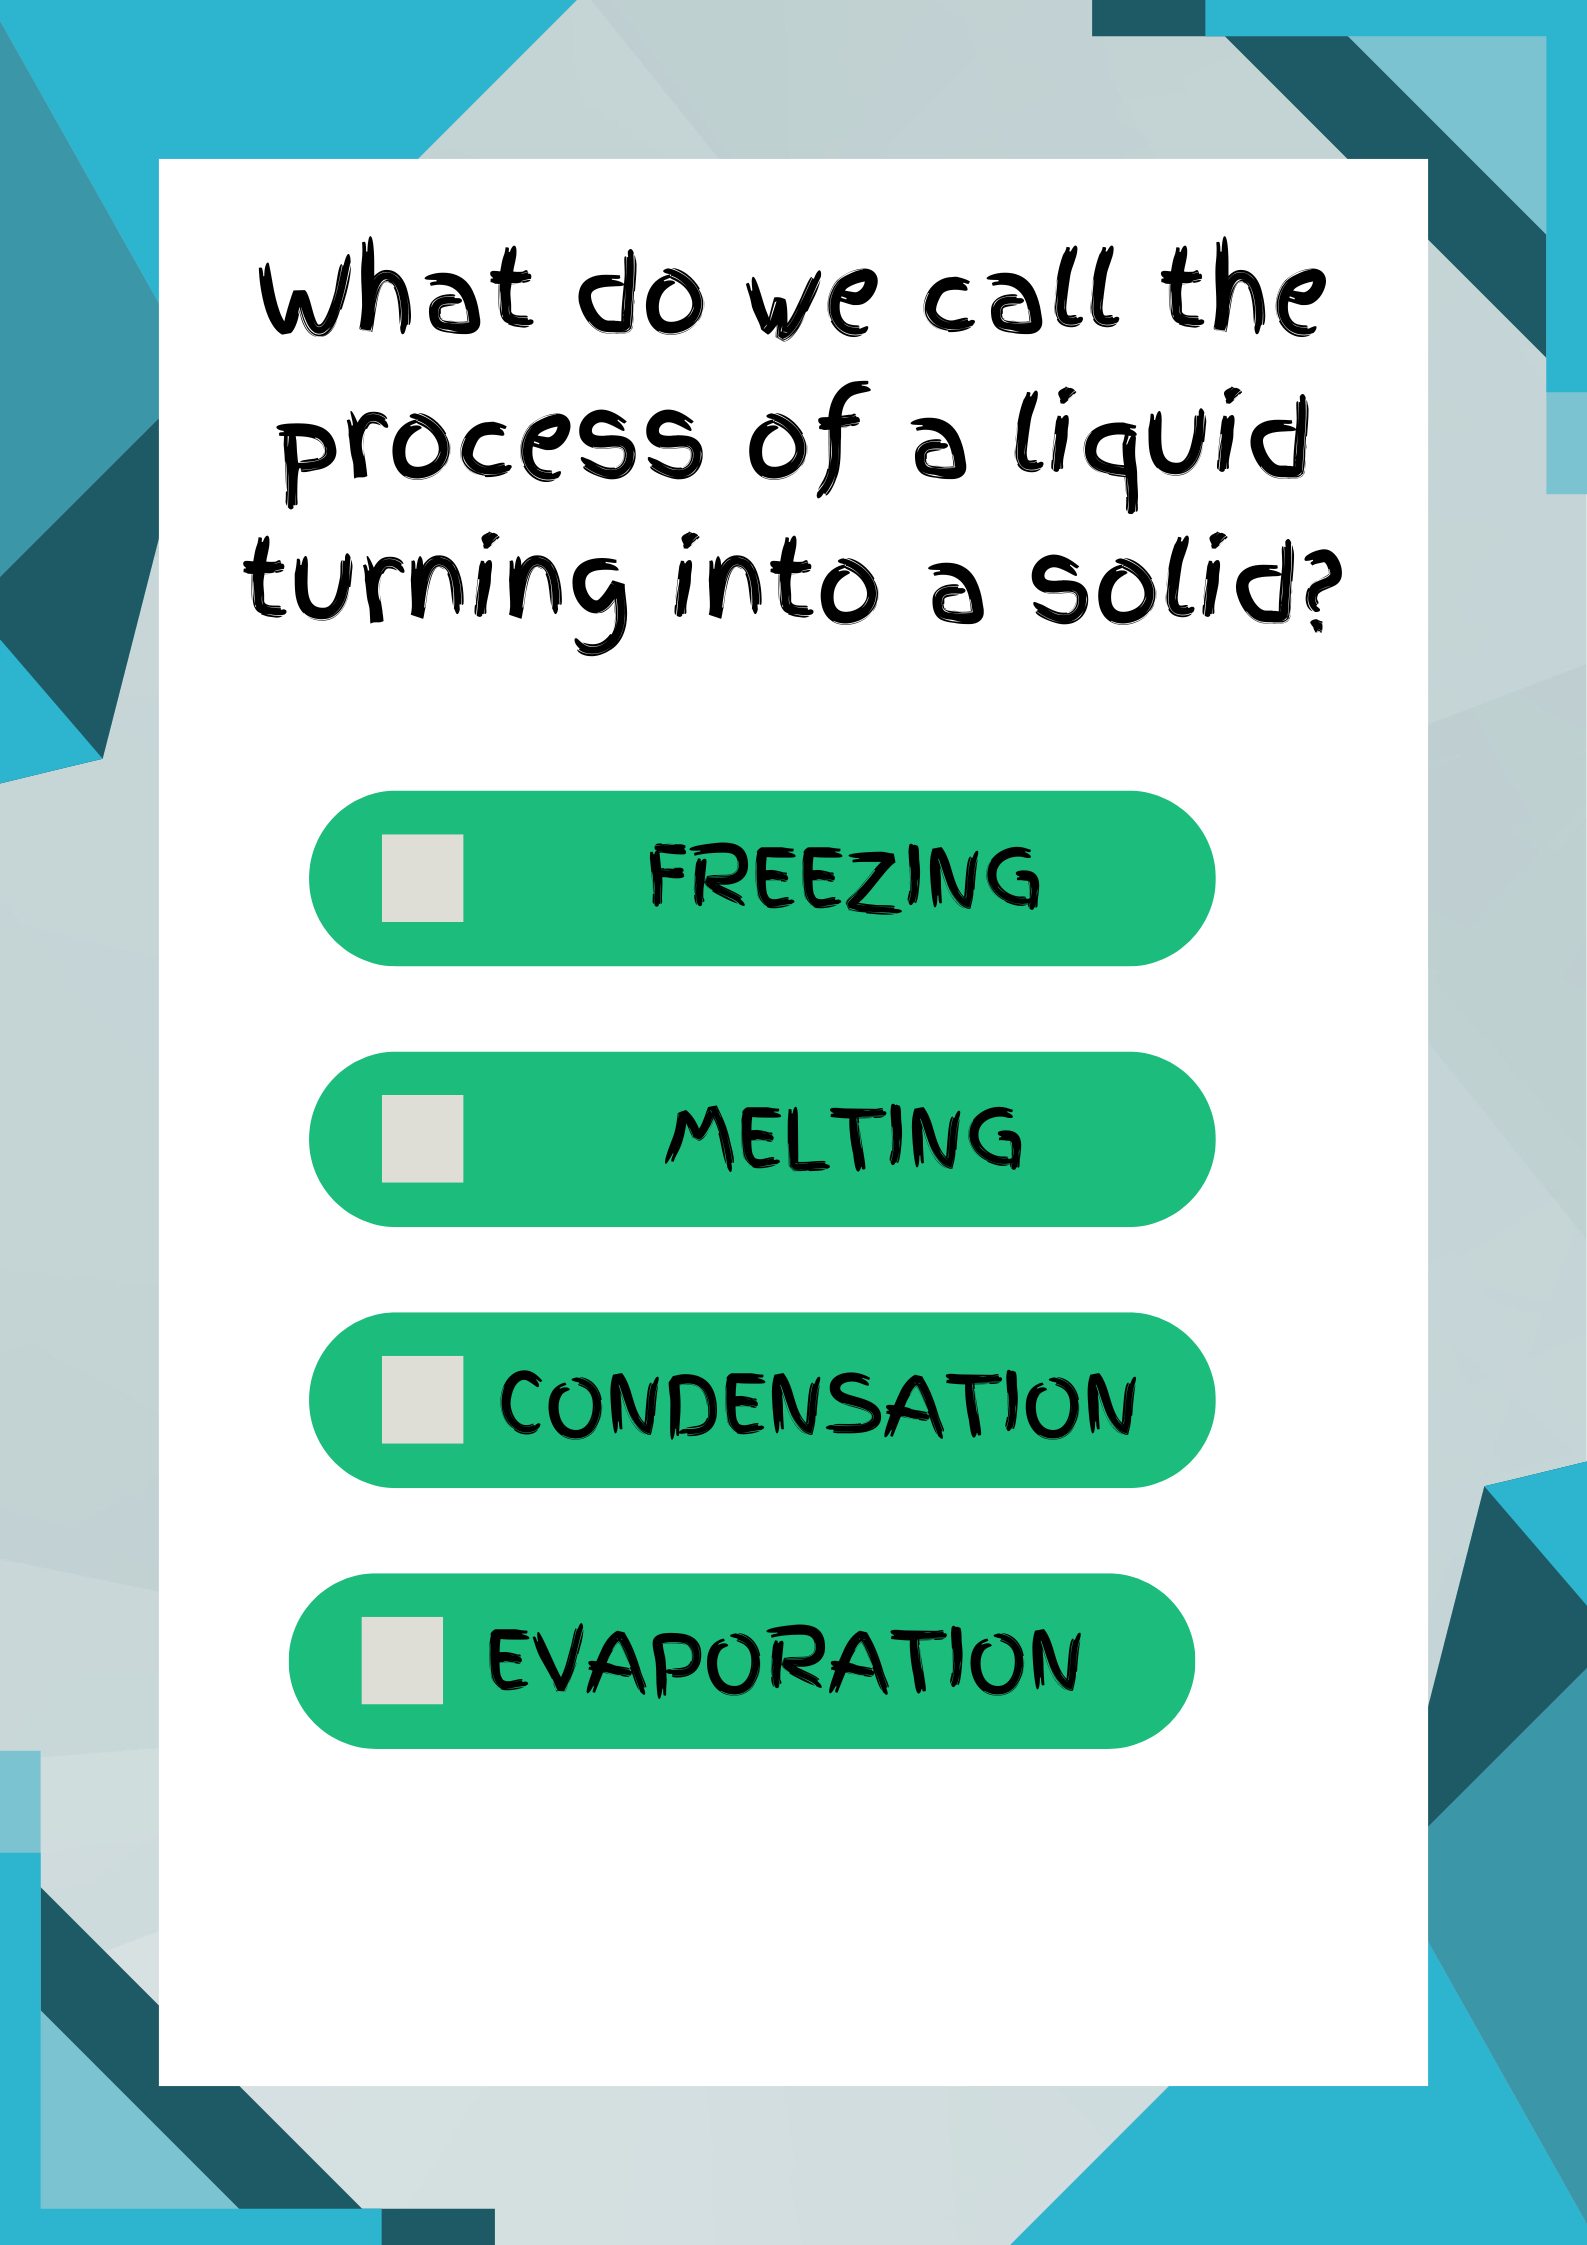 What do we call the
process of a liquid
turning into a solid?
FREEZING
MELTING
CONDENSATION
EVAPORATION